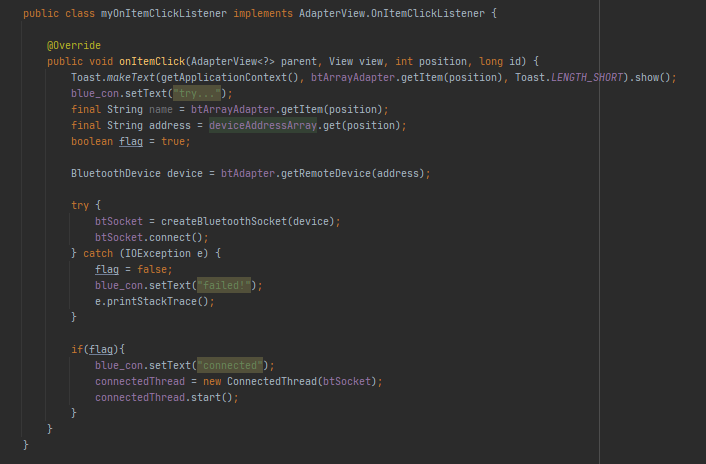 public class myOnItemClickListener implements AdapterView.OnItemClickListener {
@Override
public void onItemClick(AdapterView<?> parent, View view, int position, long id) {
Toast.makeText(getApplicationContext(), btArrayAdapter.getItem(position), Toast.LENGTH_SHORT).show();
blue_con.setText("try...");
final String name = btArrayAdapter.getItem(position);
final String address = deviceAddressArray.get(position);
boolean flag = true;
BluetoothDevice device = btAdapter.getRemoteDevice(address);
try {
btSocket = createBluetoothSocket(device);
btSocket.connect();
} catch (IOException e) {
flag = false;
blue_con.setText("failed!");
e.printStackTrace();
}
if(flag){
blue_con.setText("connected");
connectedThread = new ConnectedThread(btSocket);
connectedThread.start();
}
}
}